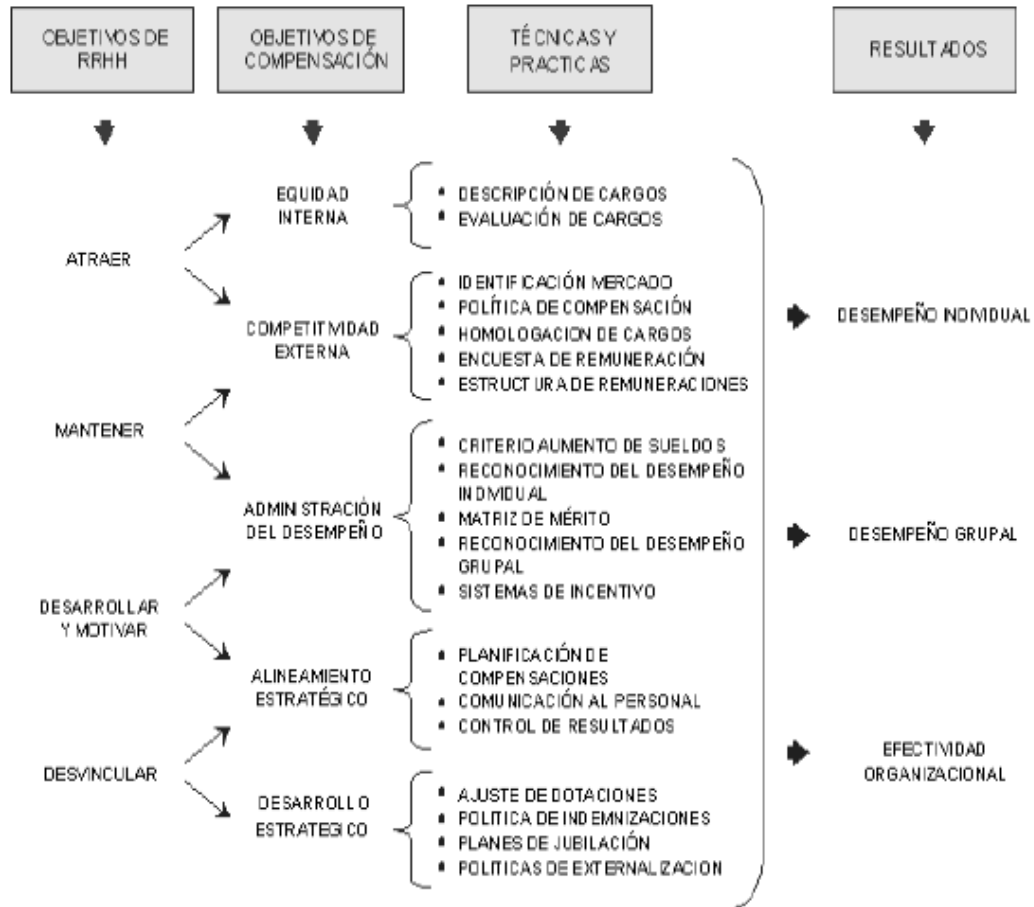 OBJETIVOS DE
RRHH
OBJETIVOS DE
COMPENSACIÓN
TÉCNICAS Y
PRACTICAS
RESULTADOS
ATRAER
MANTENER
DESARROLLAR
Y MOTIVAR
DESVINCULAR
EQUIDAD
INTERNA
COMPETITIVIDAD
EXTERNA
ADMINISTRACIÓN
DEL DESEMPEÑO
ALINEAMIENTO
ESTRATÉGICO
DESARROLLO
ESTRATEGICO
• DESCRIPCIÓN DE CARGOS
• EVALUACIÓN DE CARGOS
• IDENTIFICACIÓN MERCADO
• POLÍTICA DE COMPENSACIÓN
• HOMOLOGACION DE CARGOS
• ENCUESTA DE REMUNERACIÓN
• ESTRUCTURA DE REMUNERACIONES
• CRITERIO AUMENTO DE SUELDOS
• RECONOCIMIENTO DEL DESEMPEÑO
INDIVIDUAL
• MATRIZ DE MÉRITO
• RECONOCIMIENTO DEL DESEMPEÑO
GRUPAL
• SISTEMAS DE INCENTIVO
• PLANIFICACIÓN DE
COMPENSACIONES
• COMUNICACIÓN AL PERSONAL
• CONTROL DE RESULTADOS
• AJUSTE DE DOTACIONES
• POLITICA DE INDEMNIZACIONES
• PLANES DE JUBILACIÓN
• POLITICAS DE EXTERNALIZACION
DESEMPEÑO INDIVIDUAL
DESEMPEÑO GRUPAL
EFECTIVIDAD
ORGANIZACIONAL